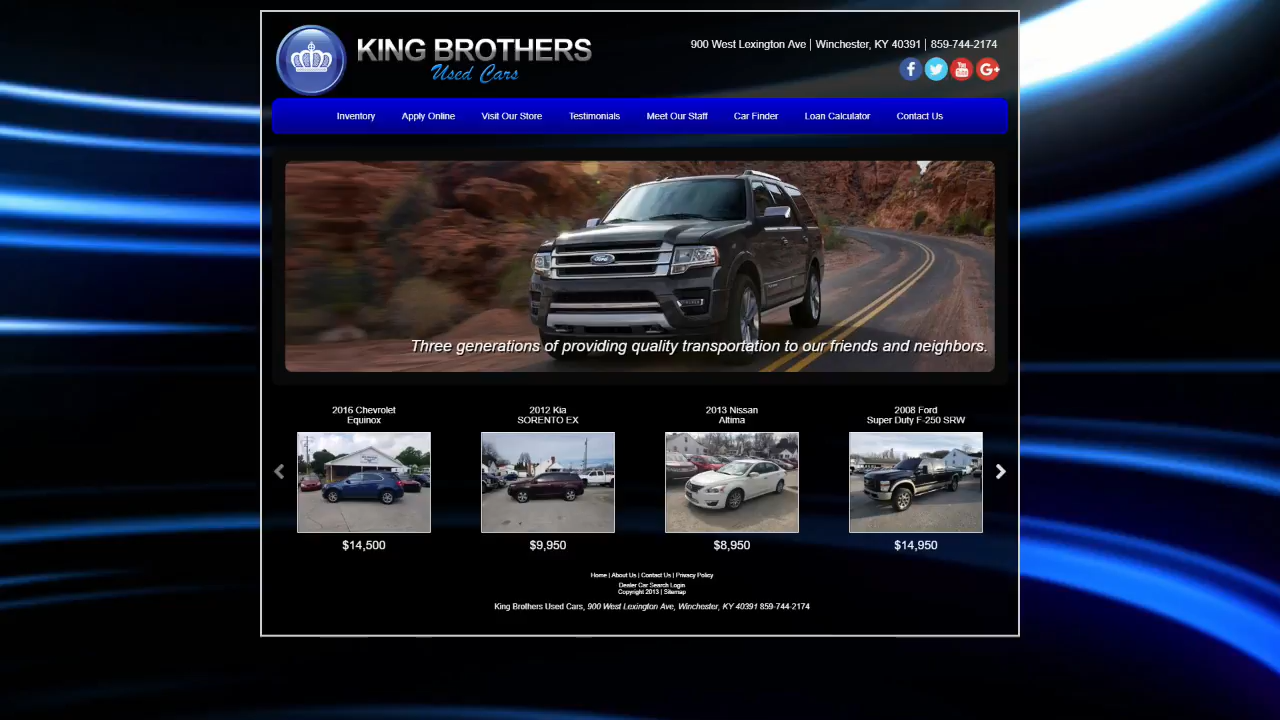 KING BROTHERS
Used Cars
900 West Lexington Ave | Winchester, KY 40391 | 859-744-2174
Inventory Apply Online Visit Our Store Testimonials Meet Our Staff Car Finder Loan Calculator Contact Us
Three generations of providing quality transportation to our friends and neighbors.
2016 Chevrolet
Equinox
$14,500
2012 Kia
SORENTO EX
$9,950
2013 Nissan
Altima
$8,950
2008 Ford
Super Duty F-250 SRW
$14,950
Home | About Us | Contact Us | Privacy Policy
Dealer Car Search Login
Copyright 2013 | Sitemap
King Brothers Used Cars, 900 West Lexington Ave, Winchester, KY 40391 859-744-2174